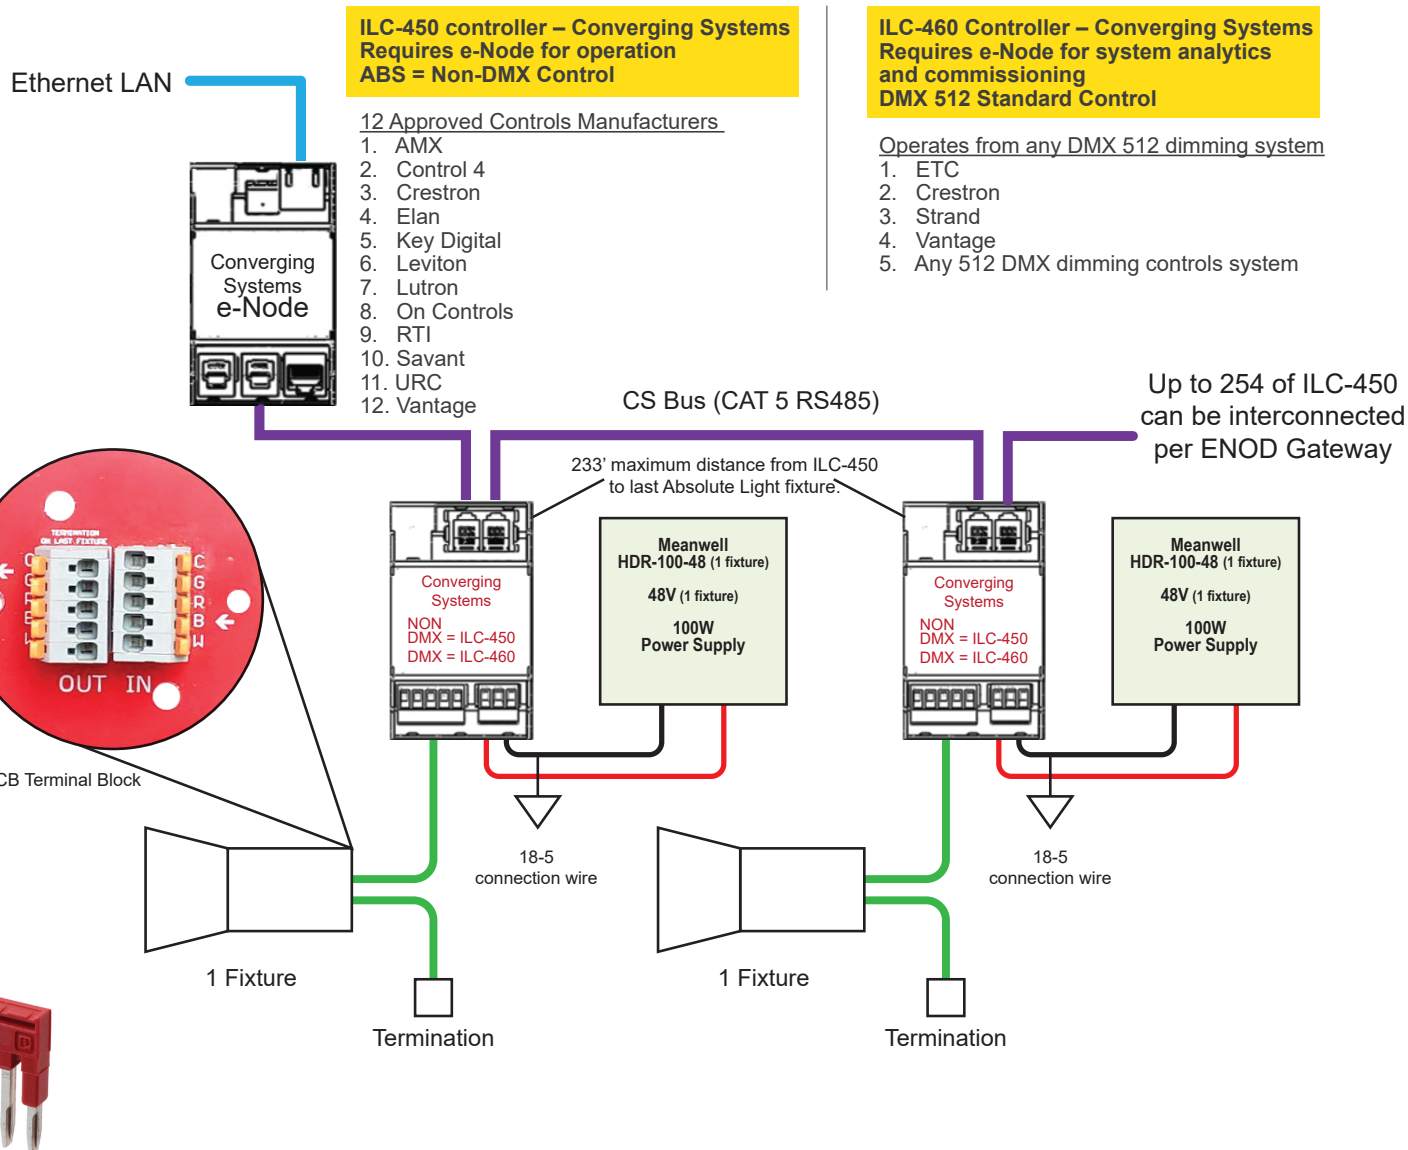 ILC-450 controller – Converging Systems
Requires e-Node for operation
ABS = Non-DMX Control
ILC-460 Controller – Converging Systems
Requires e-Node for system analytics
and commissioning
DMX 512 Standard Control
Ethernet LAN
12 Approved Controls Manufacturers
1. AMX
2. Control 4
3. Crestron
4. Elan
5. Key Digital
6. Leviton
7. Lutron
8. On Controls
9. RTI
10. Savant
11. URC
12. Vantage
Operates from any DMX 512 dimming system
1. ETC
2. Crestron
3. Strand
4. Vantage
5. Any 512 DMX dimming controls system
Converging
Systems
e-Node
CS Bus (CAT 5 RS485)
Up to 254 of ILC-450
can be interconnected
per ENOD Gateway
233’ maximum distance from ILC-450
to last Absolute Light fixture.
TERMINATION
ON LAST FIXTURE
C
G
R
B
W
OUT IN
CB Terminal Block
Converging
Systems
NON
DMX = ILC-450
DMX = ILC-460
Meanwell
HDR-100-48 (1 fixture)
48V (1 fixture)
100W
Power Supply
Converging
Systems
NON
DMX = ILC-450
DMX = ILC-460
Meanwell
HDR-100-48 (1 fixture)
48V (1 fixture)
100W
Power Supply
18-5
connection wire
18-5
connection wire
1 Fixture
1 Fixture
Termination
Termination